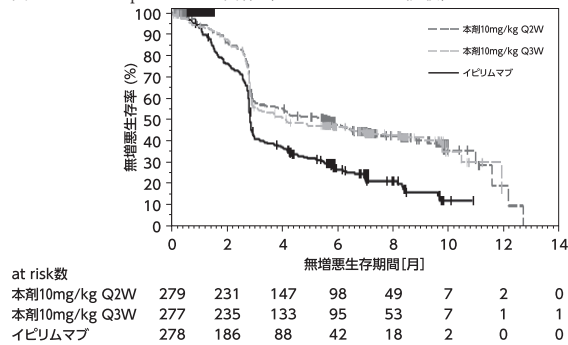 100
90
80
70
60
50
40
30
20
10
0
無増悪生存率 (%)
本剤10mg/kg Q2W
本剤10mg/kg Q3W
イピリムマブ
0 2 4 6 8 10 12 14
無増悪生存期間[月]
at risk数
本剤10mg/kg Q2W 279 231 147 98 49 7 2 0
本剤10mg/kg Q3W 277 235 133 95 53 7 1 1
イピリムマブ 278 186 88 42 18 2 0 0